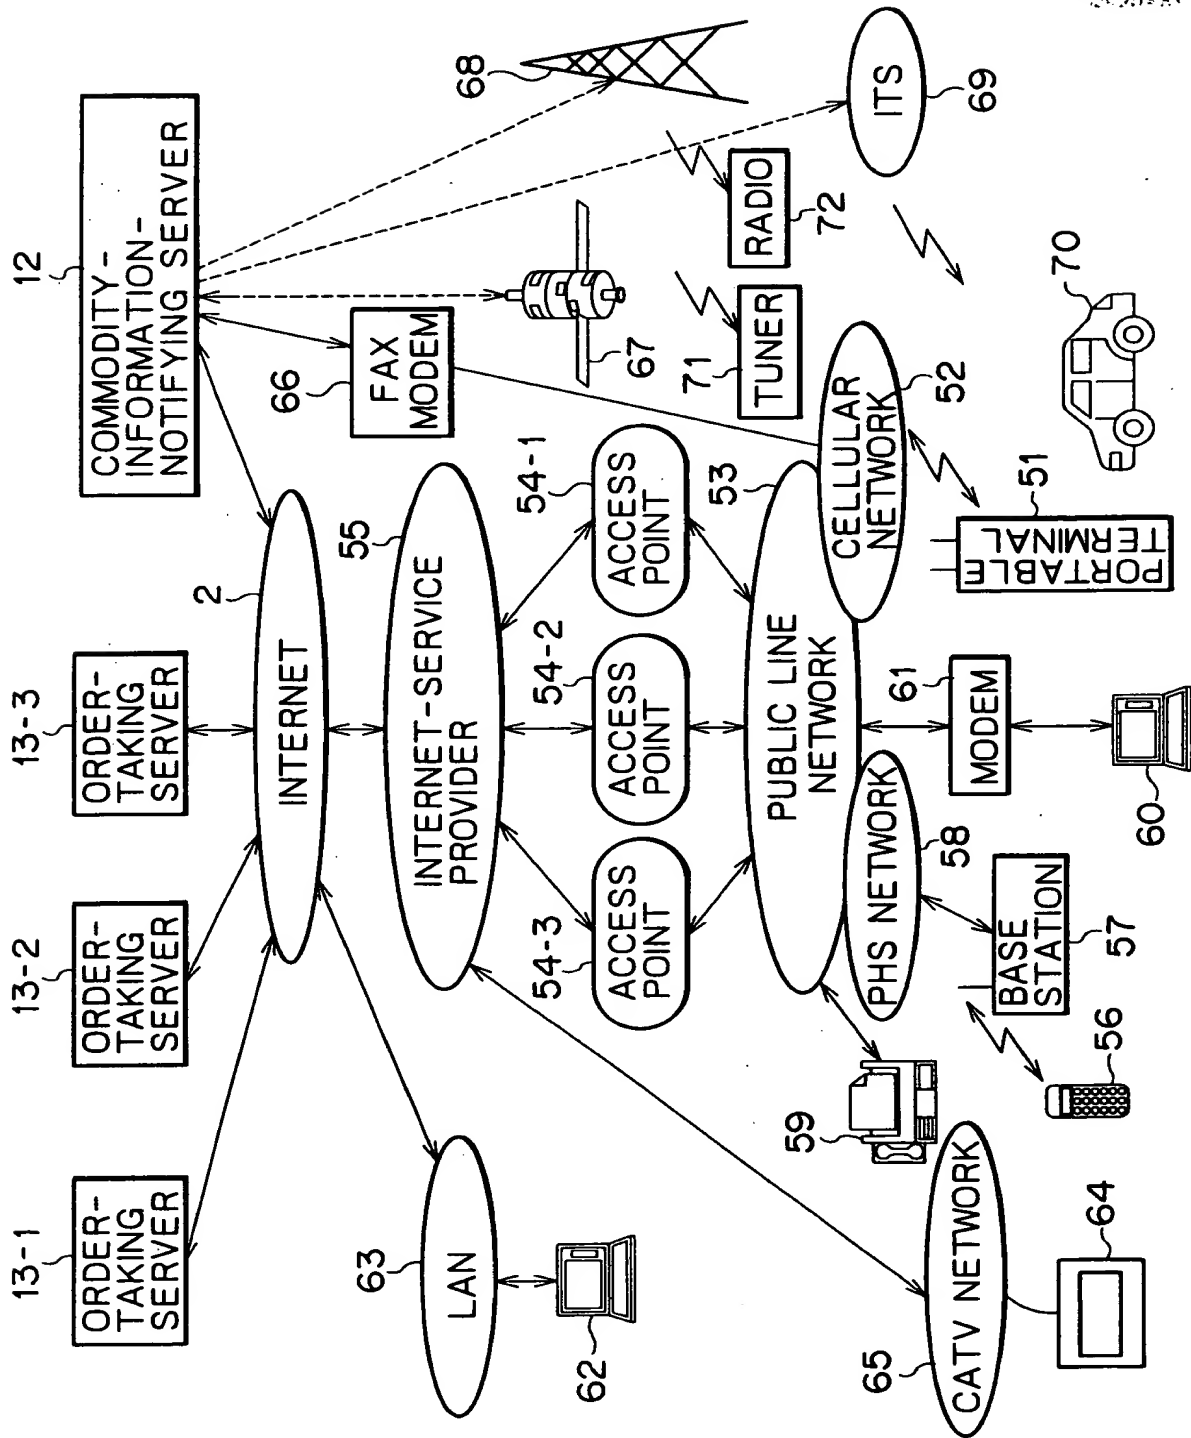 12
COMMODITY-
INFORMATION-
NOTIFYING SERVER
13-3
ORDER-
TAKING
SERVER
13-2
ORDER-
TAKING
SERVER
13-1
ORDER-
TAKING
SERVER
2
INTERNET
66
FAX
MODEM
67
68
ITS
69
63
LAN
62
55
INTERNET-SERVICE
PROVIDER
54-1
ACCESS
POINT
54-2
ACCESS
POINT
54-3
ACCESS
POINT
71
TUNER
RADIO
72
53
PUBLIC LINE
NETWORK
CELLULAR
NETWORK
52
PHS NETWORK
58
59
65
CATV NETWORK
64
56
BASE
STATION
57
61
MODEM
60
51
PORTABLE
TERMINAL
70